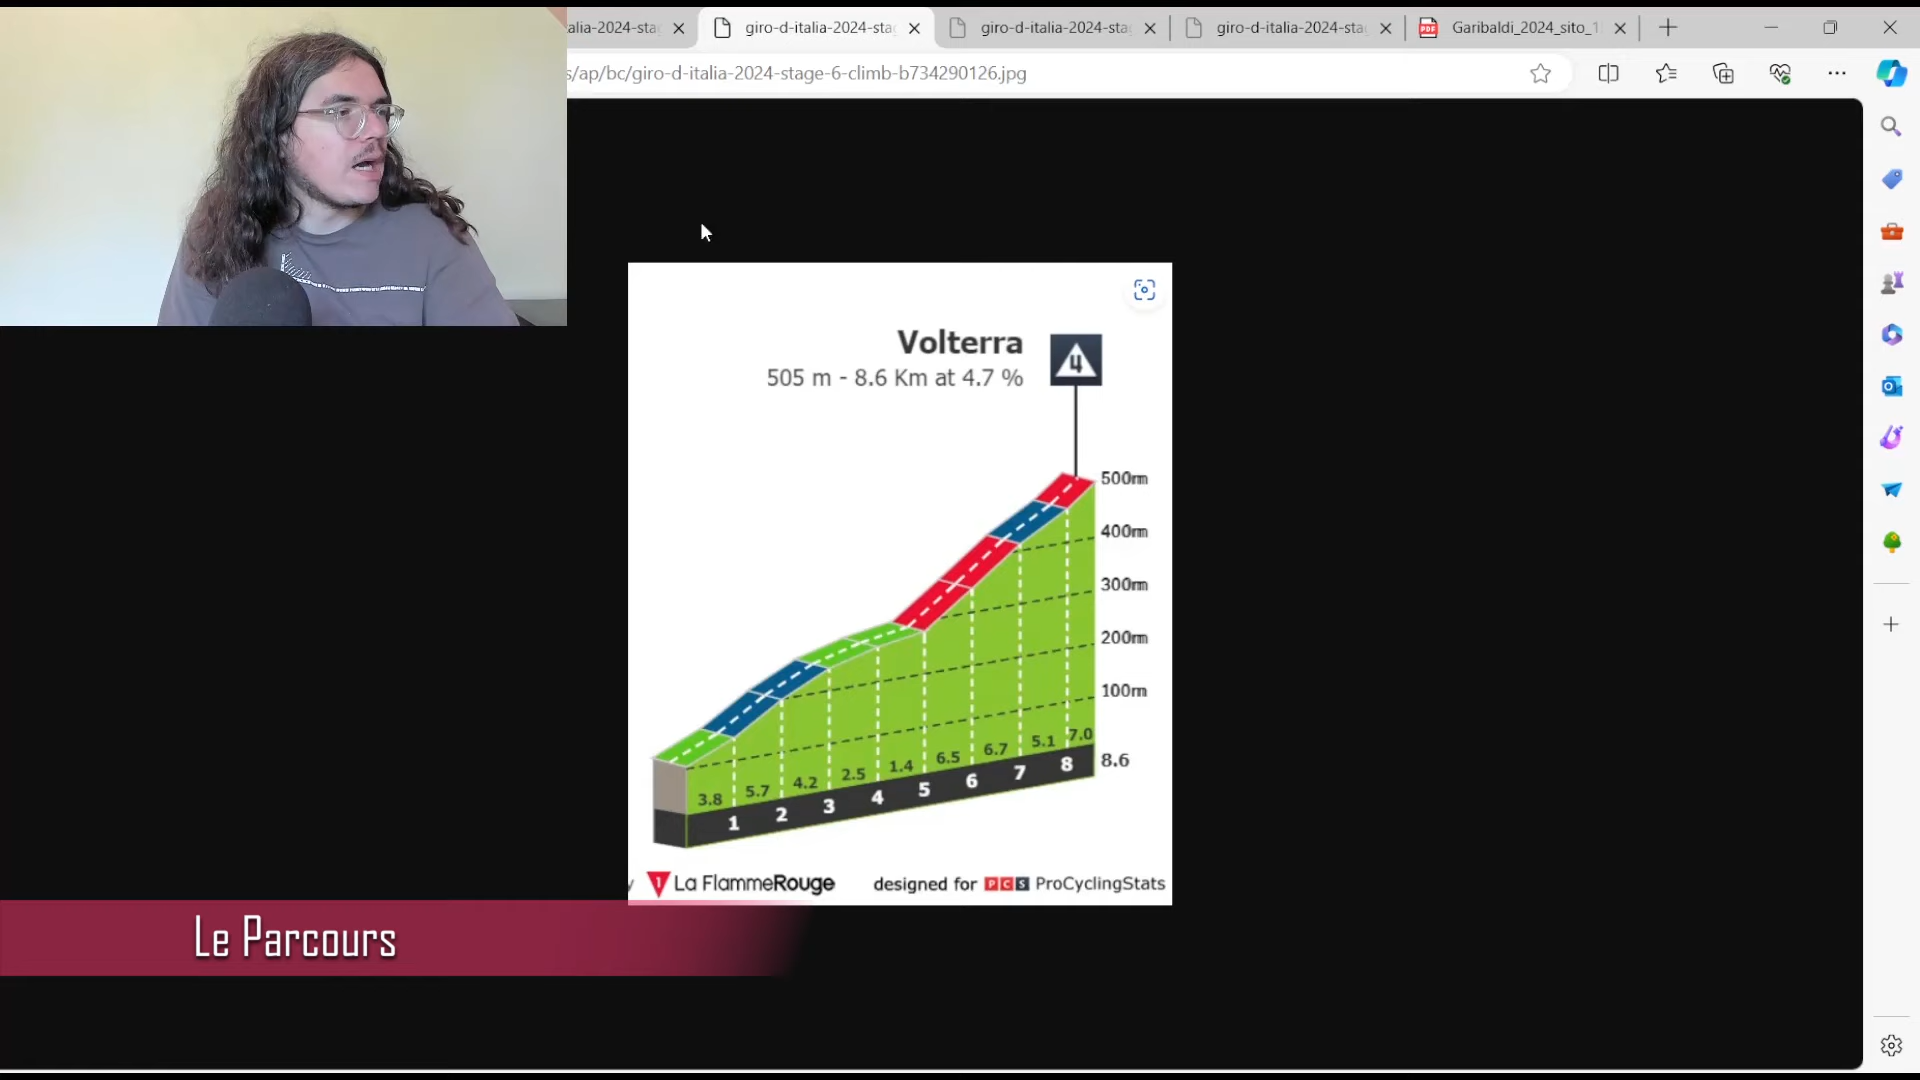 alia-2024-sta
giro-d-italia-2024-sta
giro-d-italia-2024-sta
giro-d-italia-2024-sta
PDF
Garibaldi_2024_sito_1
s/ap/bc/giro-d-italia-2024-stage-6-climb-b734290126.jpg
Volterra
4
505 m - 8.6 Km at 4.7 %
500m
400m
300m
200m
100m
3.8 5.7 4.2 2.5 1.4 6.5 6.7 5.1 7.0
1 2 3 4 5 6 7 8
8.6
1 La FlammeRouge
designed for PCS ProCyclingStats
Le Parcours